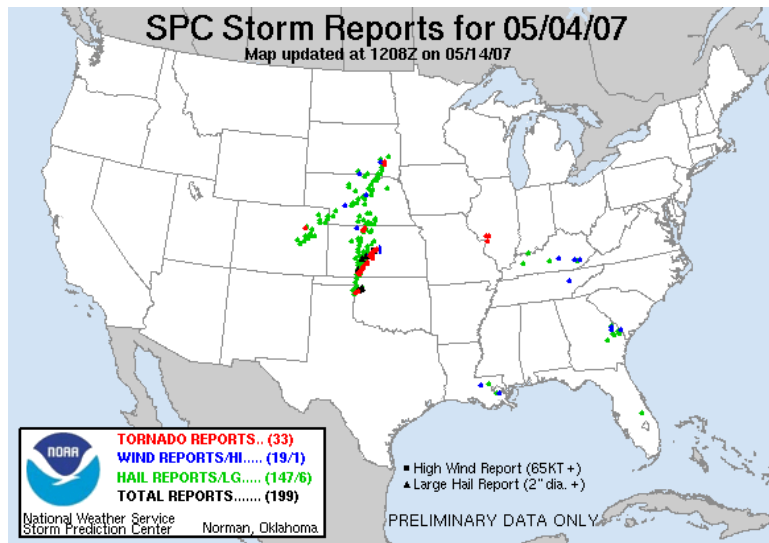 SPC Storm Reports for 05/04/07
Map updated at 1208Z on 05/14/07
NOAA
TORNADO REPORTS.. (33)
WIND REPORTS/HI..... (19/1)
HAIL REPORTS/LG..... (147/6)
TOTAL REPORTS....... (199)
National Weather Service
Storm Prediction Center Norman, Oklahoma
■ High Wind Report (65KT +)
▲ Large Hail Report (2" dia. +)
PRELIMINARY DATA ONLY